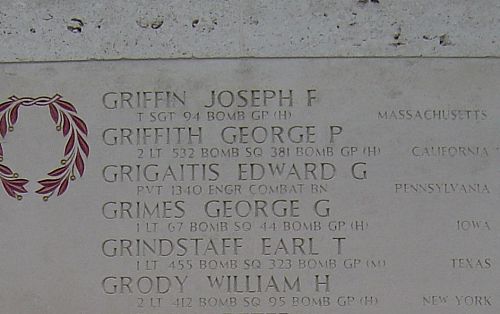 GRIFFIN JOSEPH F
T SGT 94 BOMB GP (H) MASSACHUSETTS
GRIFFITH GEORGE P
2 LT 532 BOMB SQ 381 BOMB GP (H) CALIFORNIA
GRIGAITIS EDWARD G
PVT 1340 ENGR COMBAT BN PENNSYLVANIA
GRIMES GEORGE G
1 LT 67 BOMB SQ 44 BOMB GP (H) IOWA
GRINDSTAFF EARL T
1 LT 455 BOMB SQ 323 BOMB GP (M) TEXAS
GRODY WILLIAM H
2 LT 412 BOMB SQ 95 BOMB GP (H) NEW YORK